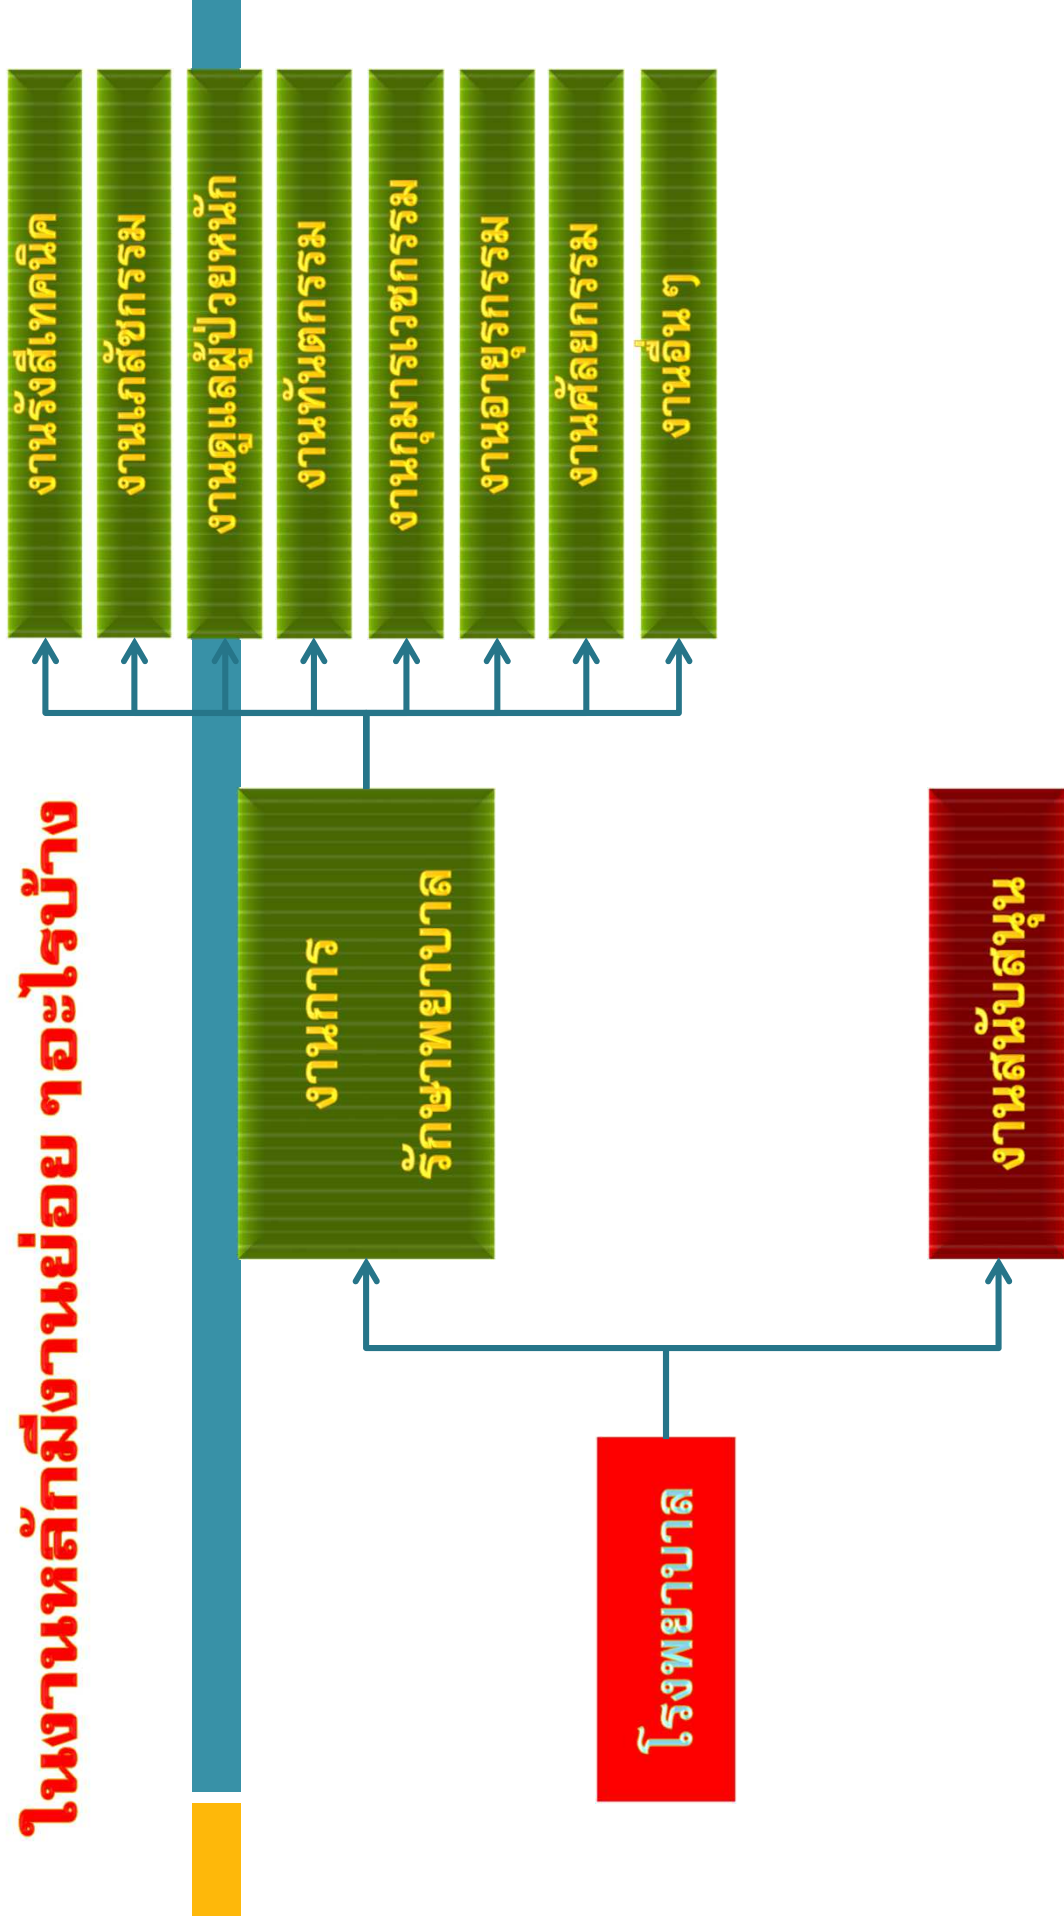 ในงานหลักมีงานย่อย ๆอะไรบ้าง
งานรังสีเทคนิค
งานเภสัชกรรม
งานดูแลผู้ป่วยหนัก
งานทันตกรรม
งานกุมารเวชกรรม
งานอายุรกรรม
งานศัลยกรรม
งานอื่น ๆ
งานการ
รักษาพยาบาล
งานสนับสนุน
โรงพยาบาล